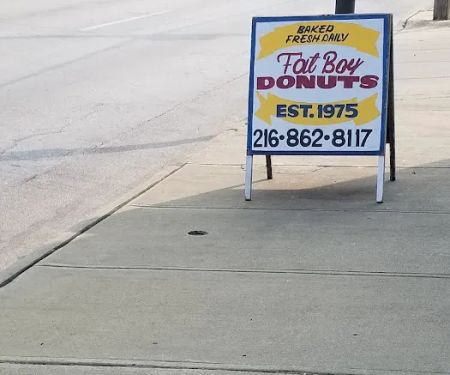 BAKED
FRESH DAILY
Fat Boy
DONUTS
EST. 1975
216•862•8117